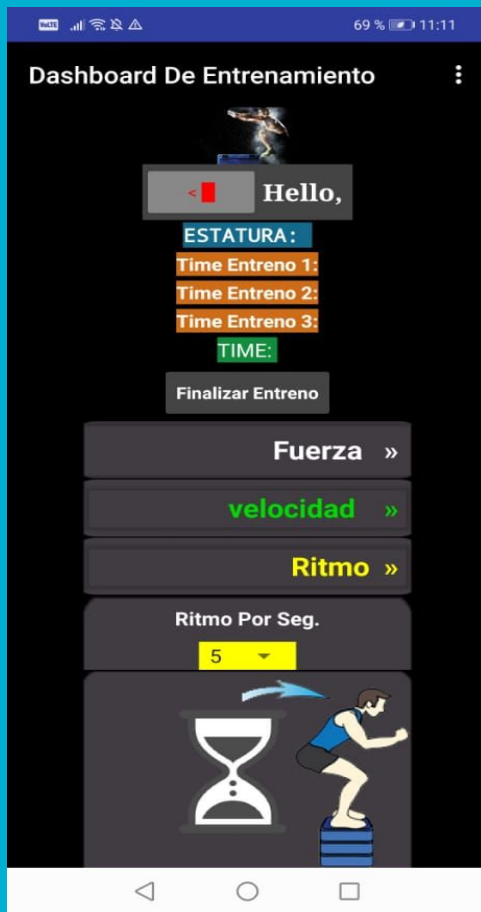 VoLTE 69 % 11:11
Dashboard De Entrenamiento
< Hello,
ESTATURA:
Time Entreno 1:
Time Entreno 2:
Time Entreno 3:
TIME:
Finalizar Entreno
Fuerza »
velocidad »
Ritmo »
Ritmo Por Seg.
5